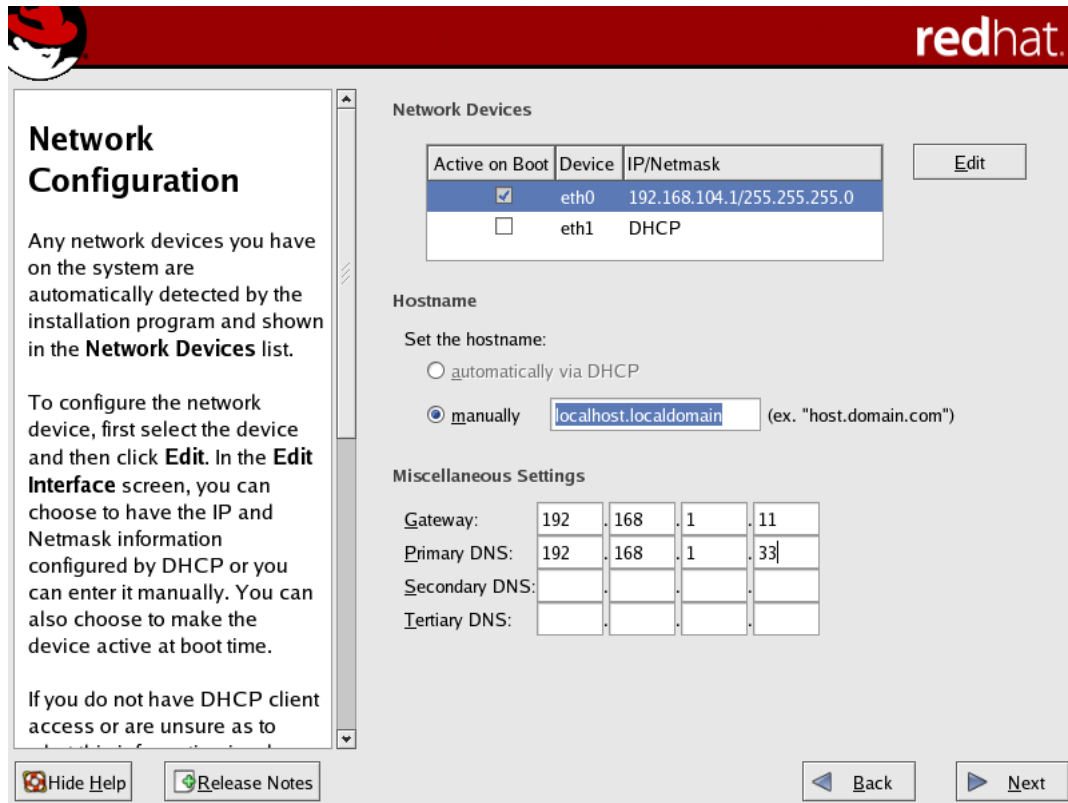 redhat.
Network
Configuration
Any network devices you have
on the system are
automatically detected by the
installation program and shown
in the Network Devices list.
To configure the network
device, first select the device
and then click Edit. In the Edit
Interface screen, you can
choose to have the IP and
Netmask information
configured by DHCP or you
can enter it manually. You can
also choose to make the
device active at boot time.
If you do not have DHCP client
access or are unsure as to
Network Devices
Active on Boot Device IP/Netmask
eth0 192.168.104.1/255.255.255.0
eth1 DHCP
Edit
Hostname
Set the hostname:
automatically via DHCP
manually localhost.localdomain (ex. "host.domain.com")
Miscellaneous Settings
Gateway: 192 . 168 . 1 . 11
Primary DNS: 192 . 168 . 1 . 33
Secondary DNS: . . .
Tertiary DNS: . . .
Hide Help Release Notes Back Next